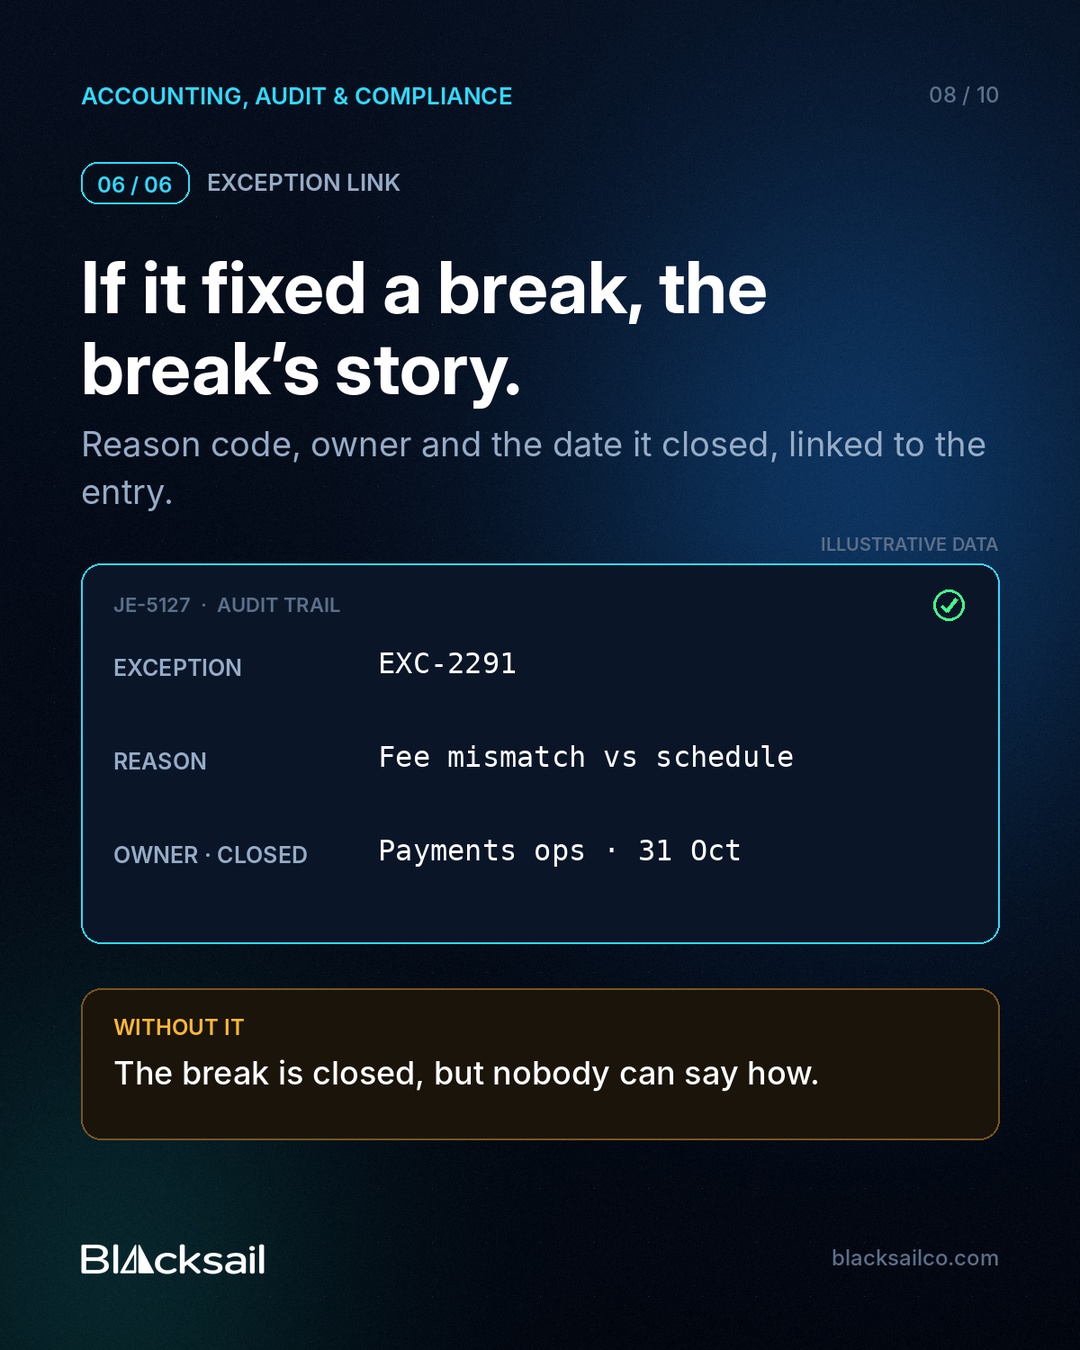 ACCOUNTING, AUDIT & COMPLIANCE
08 / 10
06 / 06
EXCEPTION LINK
If it fixed a break, the
break’s story.
Reason code, owner and the date it closed, linked to the
entry.
ILLUSTRATIVE DATA
JE-5127 · AUDIT TRAIL
EXCEPTION EXC-2291
REASON Fee mismatch vs schedule
OWNER · CLOSED Payments ops · 31 Oct
WITHOUT IT
The break is closed, but nobody can say how.
Blacksail
blacksailco.com